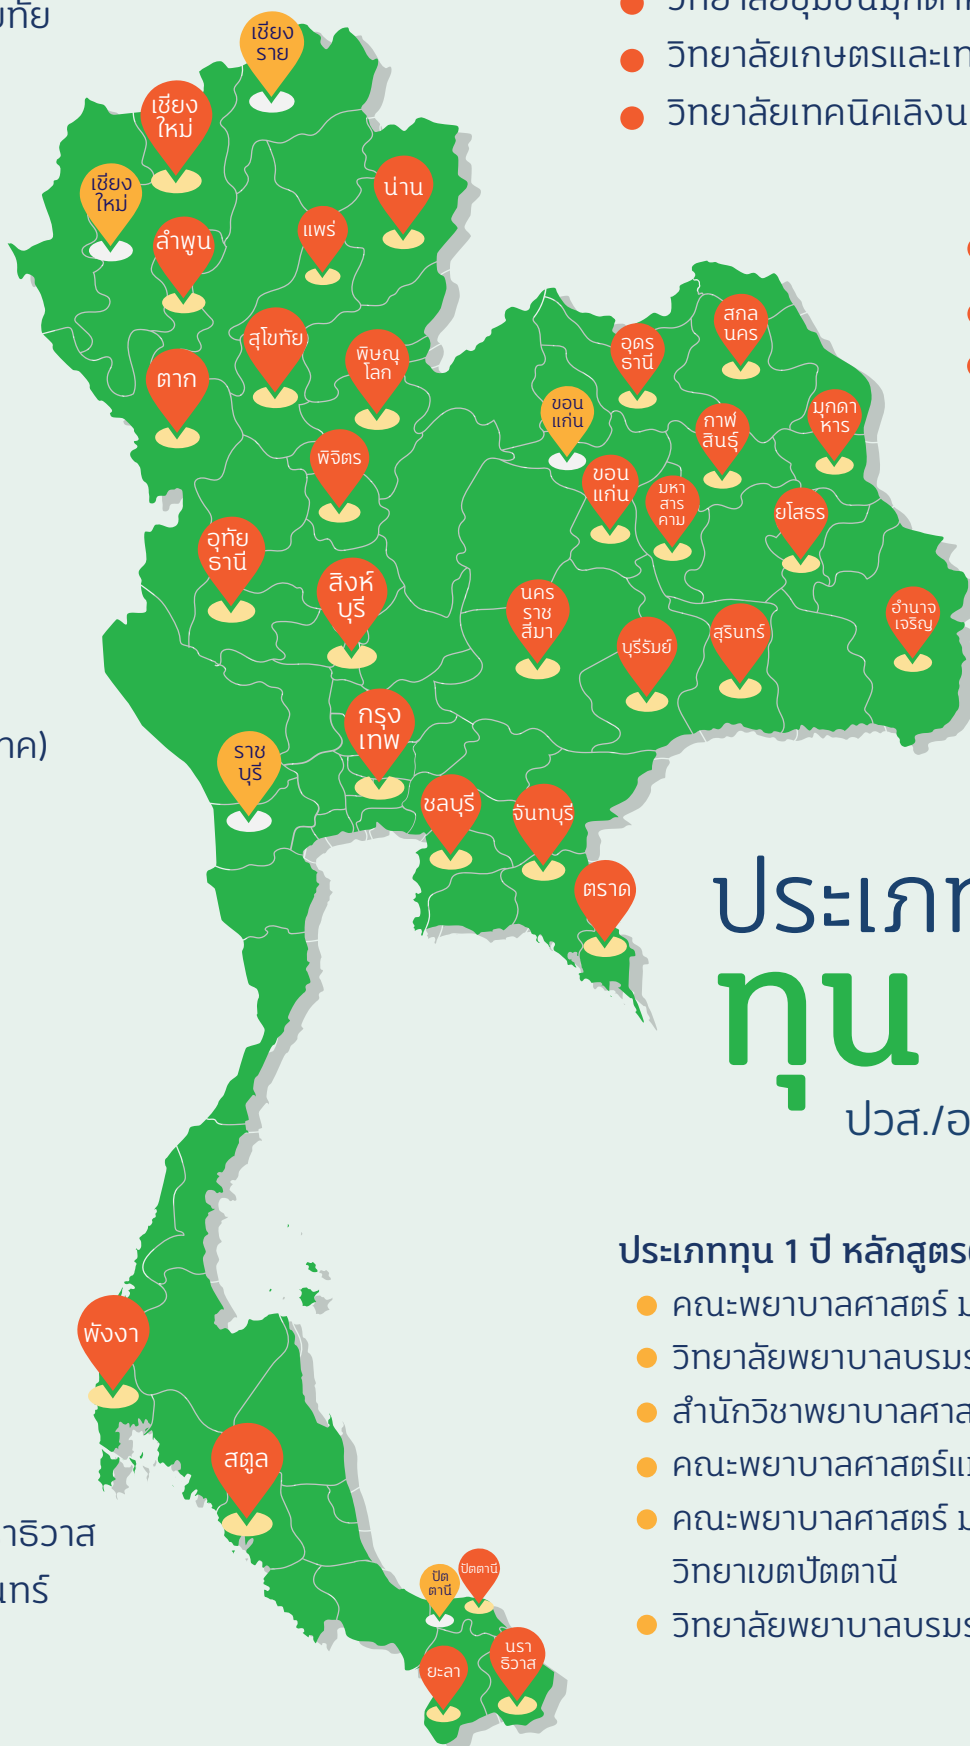 วิทยาลัยเกษตรและเท
วิทยาลัยเทคนิคเลิงน
เชียง
ราย
เชียง
ใหม่
เชียง
ใหม่
น่าน
ลำพูน
แพร่
สุโขทัย
พิษณุ
โลก
ตาก
พิจิตร
อุทัย
ธานี
สิงห์
บุรี
อุดร
ธานี
สกล
นคร
ขอน
แก่น
ขอน
แก่น
มหา
สาร
คาม
กาฬ
สินธุ์
มุกดา
หาร
ยโสธร
อำนาจ
เจริญ
นคร
ราช
สีมา
บุรีรัมย์
สุรินทร์
กรุง
เทพ
ราช
บุรี
ชลบุรี
จันทบุรี
ตราด
าค)
ประเภท
ทุน
ปวส./อ
ประเภททุน 1 ปี หลักสูตร
คณะพยาบาลศาสตร์ ม
วิทยาลัยพยาบาลบรมร
สำนักวิชาพยาบาลศาส
คณะพยาบาลศาสตร์แม
คณะพยาบาลศาสตร์ ม
วิทยาเขตปัตตานี
วิทยาลัยพยาบาลบรมร
พังงา
สตูล
าธิวาส
นทร์
ปัต
ตานี
ปัตตานี
ยะลา
นรา
ธิวาส